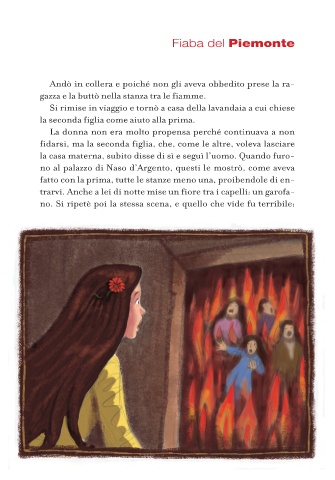 Fiaba del Piemonte
Andò in collera e poiché non gli aveva obbedito prese la ra-
gazza e la buttò nella stanza tra le fiamme.
Si rimise in viaggio e tornò a casa della lavandaia a cui chiese
la seconda figlia come aiuto alla prima.
La donna non era molto propensa perché continuava a non
fidarsi, ma la seconda figlia, che, come le altre, voleva lasciare
la casa materna, subito disse di sì e seguì l'uomo. Quando furo-
no al palazzo di Naso d'Argento, questi le mostrò, come aveva
fatto con la prima, tutte le stanze meno una, proibendole di en-
trarvi. Anche a lei di notte mise un fiore tra i capelli: un garofa-
no. Si ripetè poi la stessa scena, e quello che vide fu terribile: